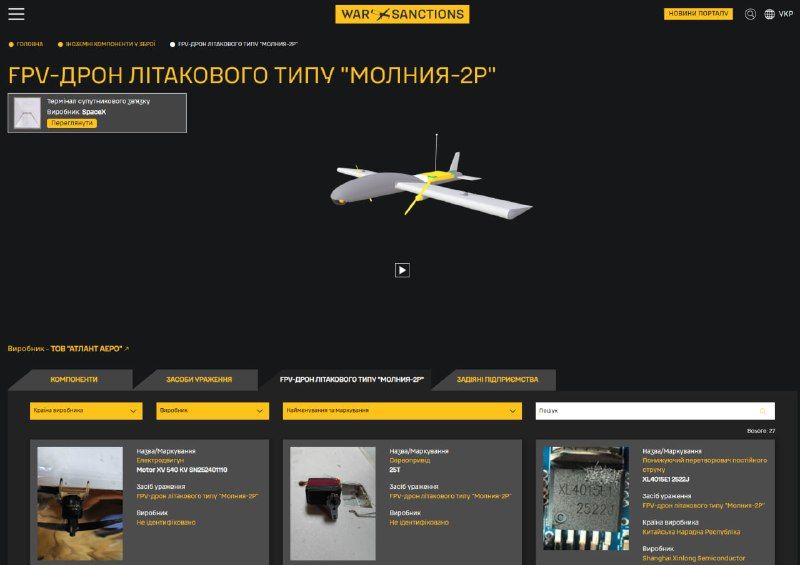 WAR SANCTIONS
НОВИНИ ПОРТАЛУ
УКР
ГОЛОВНА
ІНОЗЕМНІ КОМПОНЕНТИ У ЗБРОЇ
FPV-ДРОН ЛІТАКОВОГО ТИПУ "МОЛНИЯ-2Р"
FPV-ДРОН ЛІТАКОВОГО ТИПУ "МОЛНИЯ-2Р"
Термінал супутникового зв'язку
Виробник: SpaceX
Переглянути
Виробник - ТОВ "АТЛАНТ АЕРО"
КОМПОНЕНТИ
ЗАСОБИ УРАЖЕННЯ
FPV-ДРОН ЛІТАКОВОГО ТИПУ "МОЛНИЯ-2Р"
ЗАДІЯНІ ПІДПРИЄМСТВА
Країна виробника
Виробник
Найменування та маркування
Пошук
Всього: 27
Назва/Маркування
Електродвигун
Motor XV 540 KV SN252401110
Засіб ураження
FPV-дрон літакового типу "Молния-2Р"
Виробник
Не ідентифіковано
Назва/Маркування
Сервопривід
25T
Засіб ураження
FPV-дрон літакового типу "Молния-2Р"
Виробник
Не ідентифіковано
XL4015E1
2522J
Назва/Маркування
Понижуючий перетворювач постійного
струму
XL4015E1 2522J
Засіб ураження
FPV-дрон літакового типу "Молния-2Р"
Країна виробника
Китайська Народна Республіка
Виробник
Shanghai Xinlong Semiconductor